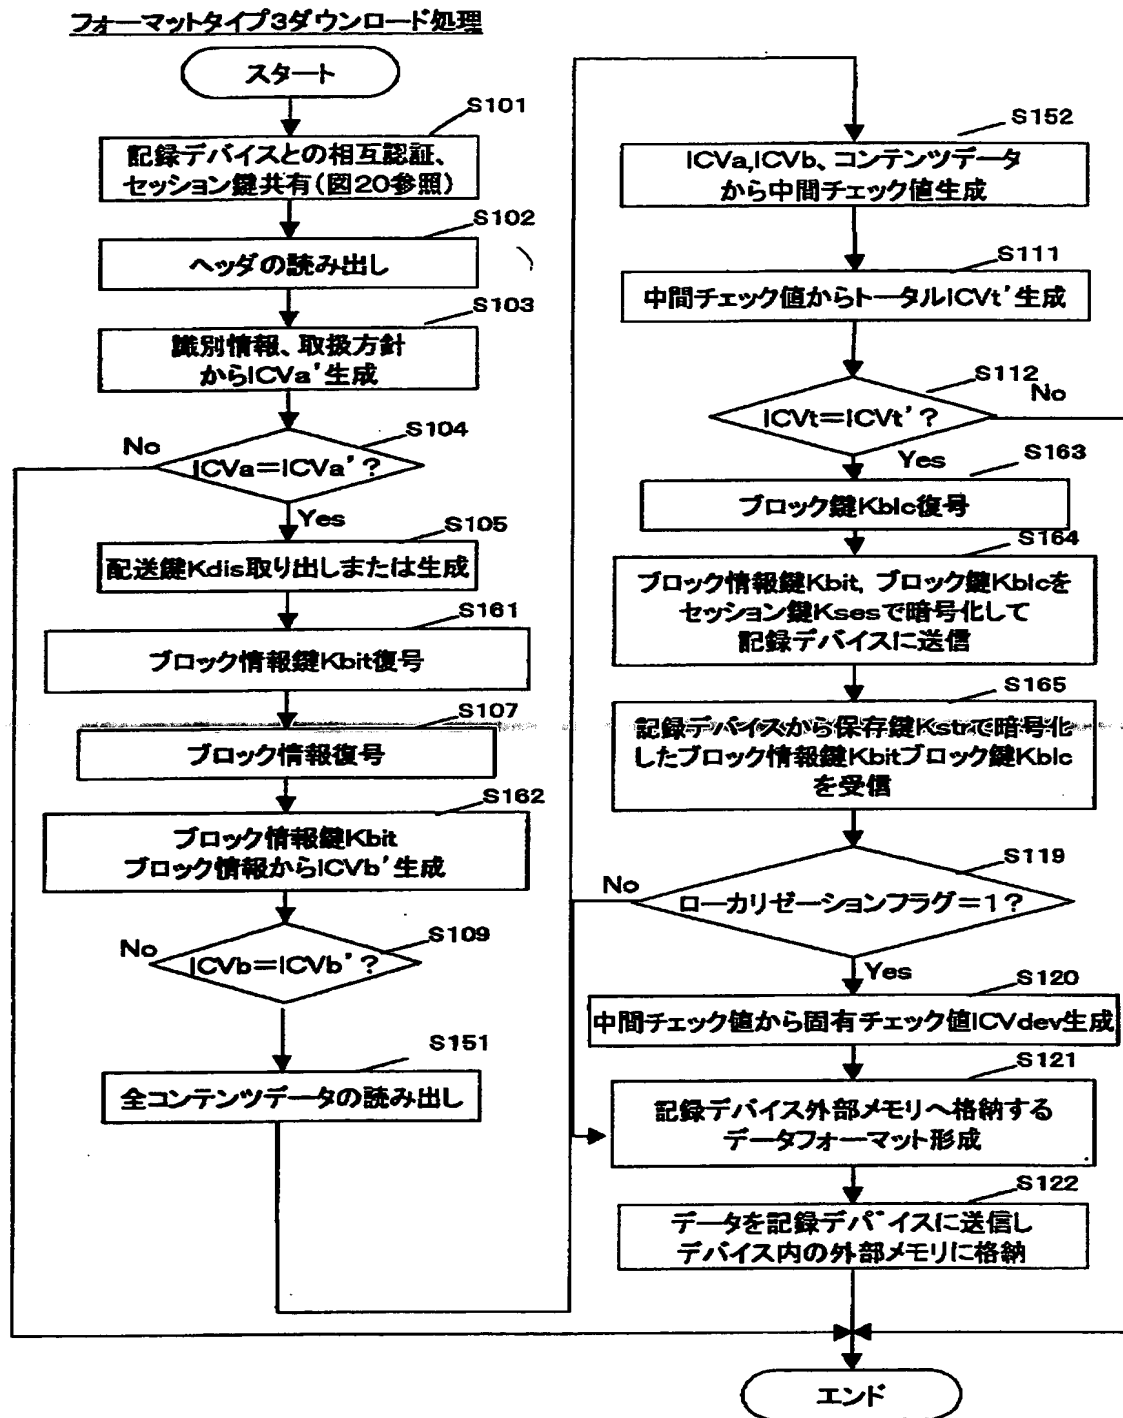 フォーマットタイプ3ダウンロード処理
スタート
S101
記録デバイスとの相互認証、
セッション鍵共有(図20参照)
S102
ヘッダの読み出し
S103
識別情報、取扱方針
からICVa'生成
S104
No
ICVa=ICVa'?
Yes
S105
配送鍵Kdis取り出しまたは生成
S161
ブロック情報鍵Kbit復号
S107
ブロック情報復号
S162
ブロック情報鍵Kbit
ブロック情報からICVb'生成
S109
No
ICVb=ICVb'?
S151
全コンテンツデータの読み出し
S152
ICVa,ICVb、コンテンツデータ
から中間チェック値生成
S111
中間チェック値からトータルICVt'生成
S112
No
ICVt=ICVt'?
Yes
S163
ブロック鍵Kblc復号
S164
ブロック情報鍵Kbit,ブロック鍵Kblcを
セッション鍵Ksesで暗号化して
記録デバイスに送信
S165
記録デバイスから保存鍵Kstrで暗号化
したブロック情報鍵Kbitブロック鍵Kblc
を受信
S119
No
ローカリゼーションフラグ=1?
Yes
S120
中間チェック値から固有チェック値ICVdev生成
S121
記録デバイス外部メモリへ格納する
データフォーマット形成
S122
データを記録デバイスに送信し
デバイス内の外部メモリに格納
エンド